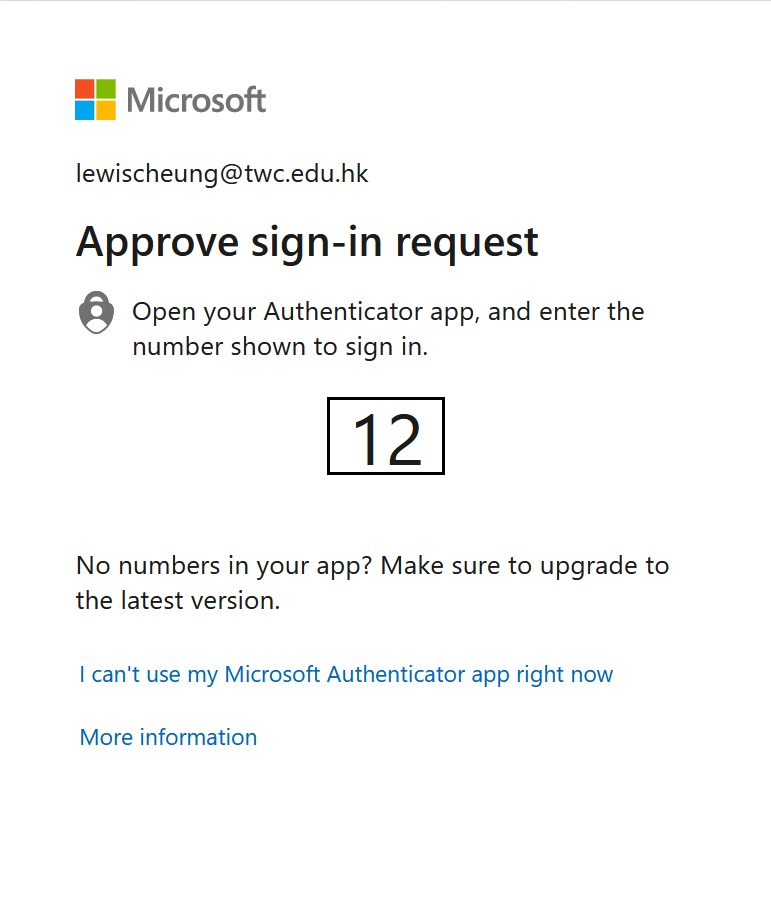 Microsoft
lewischeung@twc.edu.hk
Approve sign-in request
Open your Authenticator app, and enter the
number shown to sign in.
12
No numbers in your app? Make sure to upgrade to
the latest version.
I can't use my Microsoft Authenticator app right now
More information